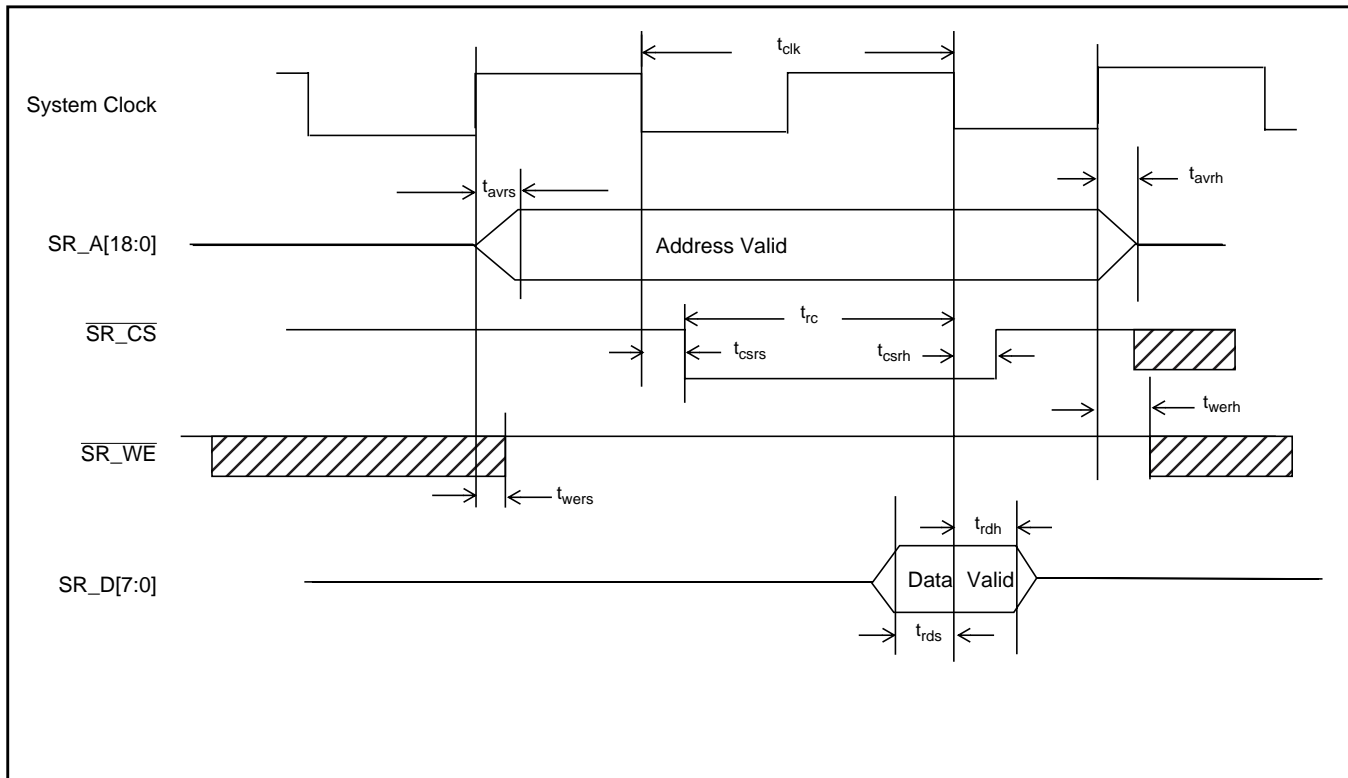 t_clk
System Clock
t_avrs
t_avrh
SR_A[18:0]
Address Valid
t_rc
SR_CS
t_csrs
t_csrh
t_werh
SR_WE
t_wers
t_rdh
SR_D[7:0]
Data Valid
t_rds